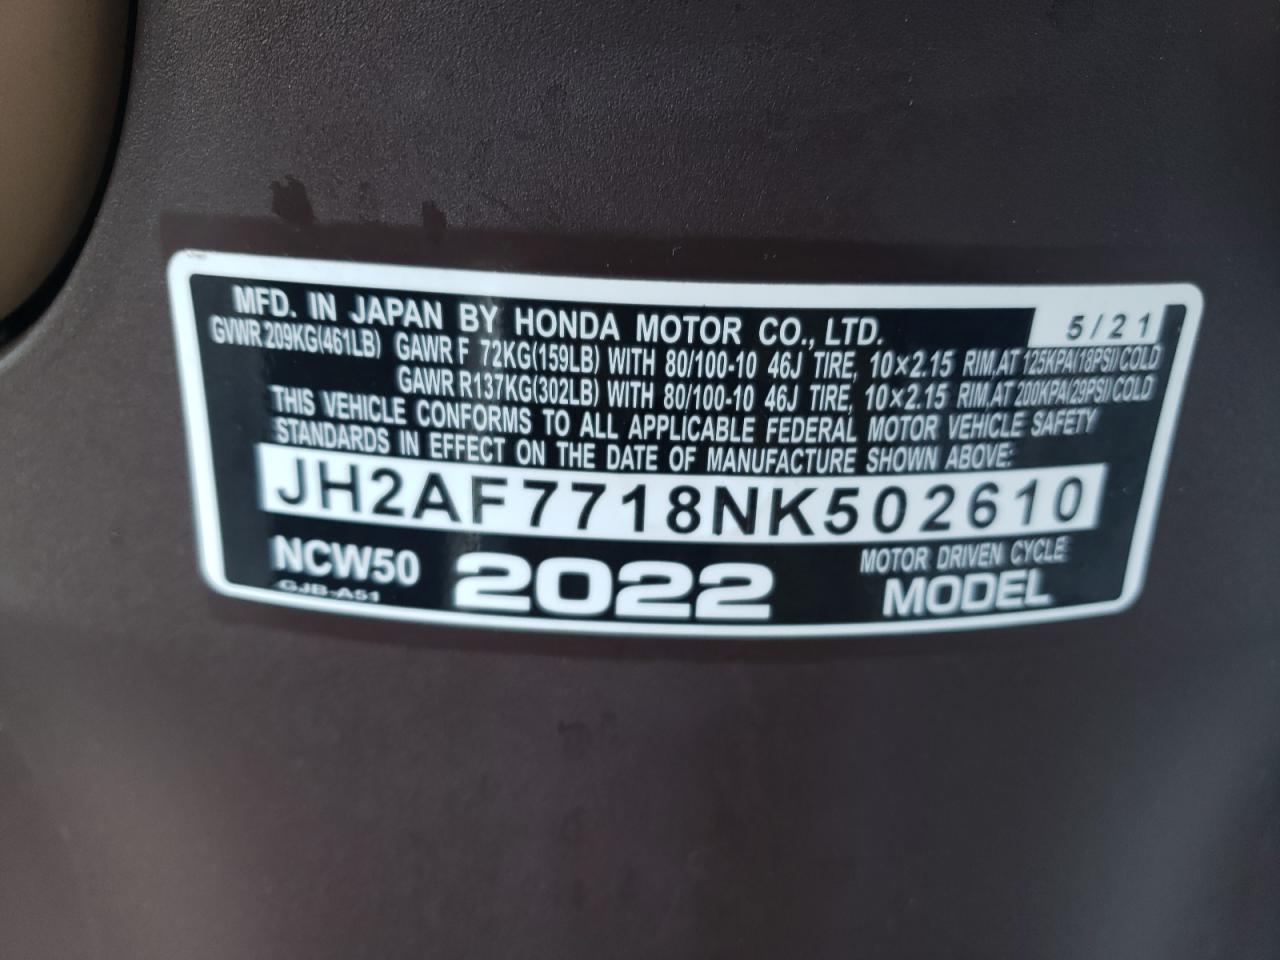 MFD. IN JAPAN BY HONDA MOTOR CO., LTD. 5/21
GVWR 209KG(461LB) GAWR F 72KG(159LB) WITH 80/100-10 46J TIRE, 10×2.15 RIM,AT 125KPA(18PSI)COLD
GAWR R137KG(302LB) WITH 80/100-10 46J TIRE, 10×2.15 RIM,AT 200KPA(29PSI)COLD
THIS VEHICLE CONFORMS TO ALL APPLICABLE FEDERAL MOTOR VEHICLE SAFETY
STANDARDS IN EFFECT ON THE DATE OF MANUFACTURE SHOWN ABOVE:
JH2AF7718NK502610
NCW50 2022 MOTOR DRIVEN CYCLE
GJB-A51 MODEL